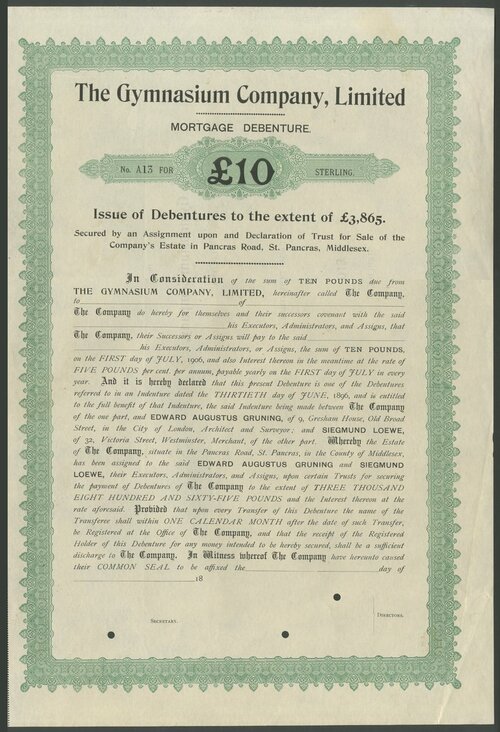 The Gymnasium Company, Limited
MORTGAGE DEBENTURE.
No. A13 FOR £10 STERLING.
Issue of Debentures to the extent of £3,865.
Secured by an Assignment upon and Declaration of Trust for Sale of the
Company's Estate in Pancras Road, St. Pancras, Middlesex.
In Consideration of the sum of TEN POUNDS due from
THE GYMNASIUM COMPANY, LIMITED, hereinafter called The Company,
to of
The Company do hereby for themselves and their successors covenant with the said
his Executors, Administrators, and Assigns, that
The Company, their Successors or Assigns will pay to the said
his Executors, Administrators, or Assigns, the sum of TEN POUNDS,
on the FIRST day of JULY, 1906, and also Interest thereon in the meantime at the rate of
FIVE POUNDS per cent. per annum, payable yearly on the FIRST day of JULY in every
year. And it is hereby declared that this present Debenture is one of the Debentures
referred to in an Indenture dated the THIRTIETH day of JUNE, 1896, and is entitled
to the full benefit of that Indenture, the said Indenture being made between The Company
of the one part, and EDWARD AUGUSTUS GRUNING, of 9, Gresham House, Old Broad
Street, in the City of London, Architect and Surveyor, and SIEGMUND LOEWE,
of 32, Victoria Street, Westminster, Merchant, of the other part. Whereby the Estate
of The Company, situate in the Pancras Road, St. Pancras, in the County of Middlesex,
has been assigned to the said EDWARD AUGUSTUS GRUNING and SIEGMUND
LOEWE, their Executors, Administrators, and Assigns, upon certain Trusts for securing
the payment of Debentures of The Company to the extent of THREE THOUSAND
EIGHT HUNDRED AND SIXTY-FIVE POUNDS and the Interest thereon at the
rate aforesaid. Provided that upon every Transfer of this Debenture the name of the
Transferee shall within ONE CALENDAR MONTH after the date of such Transfer,
be Registered at the Office of The Company, and that the receipt of the Registered
Holder of this Debenture for any money intended to be hereby secured, shall be a sufficient
discharge to The Company. In Witness whereof The Company have hereunto caused
their COMMON SEAL to be affixed the day of
18
DIRECTORS.
SECRETARY.